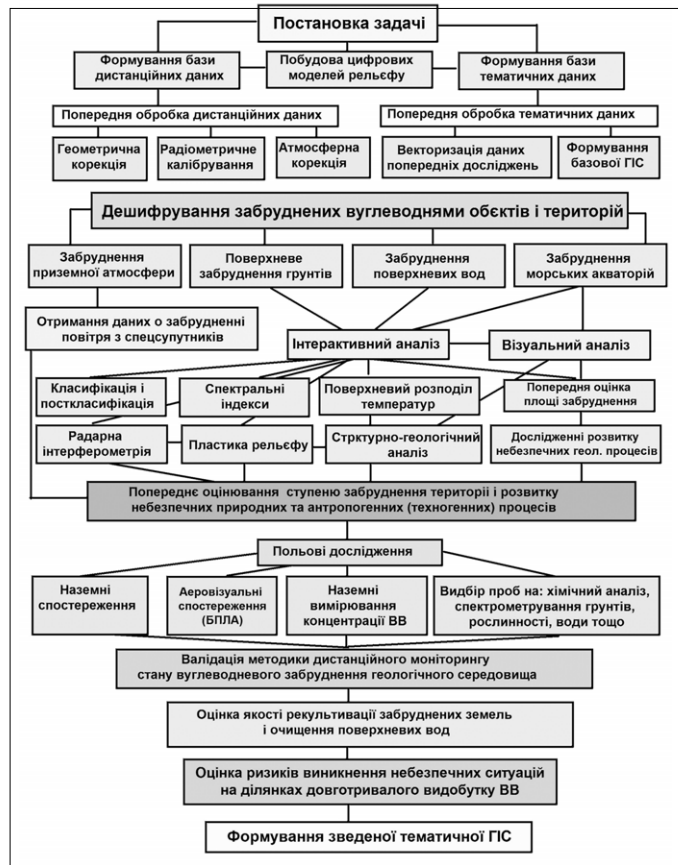 Постановка задачі
Формування бази
дистанційних даних
Побудова цифрових
моделей рельєфу
Формування бази
тематичних даних
Попередня обробка дистанційних даних
Попередня обробка тематичних даних
Геометрична
корекція
Радіометричне
калібрування
Атмосферна
корекція
Векторизація даних
попередніх досліджень
Формування
базової ГІС
Дешифрування забруднених вуглеводнями обєктів і територій
Забруднення
приземної атмосфери
Поверхневе
забруднення грунтів
Забруднення
поверхневих вод
Забруднення
морських акваторій
Отримання даних о забрудненні
повітря з спецсупутників
Інтерактивний аналіз
Візуальний аналіз
Класифікація і
посткласифікація
Спектральні
індекси
Поверхневий розподіл
температур
Попередня оцінка
площі забруднення
Радарна
інтерферометрія
Пластика рельєфу
Стрктурно-геологічний
аналіз
Дослідженні розвитку
небезпечних геол. процесів
Попереднє оцінювання ступеню забруднення території і розвитку
небезпечних природних та антропогенних (техногенних) процесів
Польові дослідження
Наземні
спостереження
Аеровізуальні
спостереження
(БПЛА)
Наземні
вимірювання
концентрації ВВ
Видбір проб на: хімічний аналіз,
спектрометрування грунтів,
рослинності, води тощо
Валідація методики дистанційного моніторингу
стану вуглеводневого забруднення геологічного середовища
Оцінка якості рекультивації забруднених земель
і очищення поверхневих вод
Оцінка ризиків виникнення небезпечних ситуацій
на ділянках довготривалого видобутку ВВ
Формування зведеної тематичної ГІС